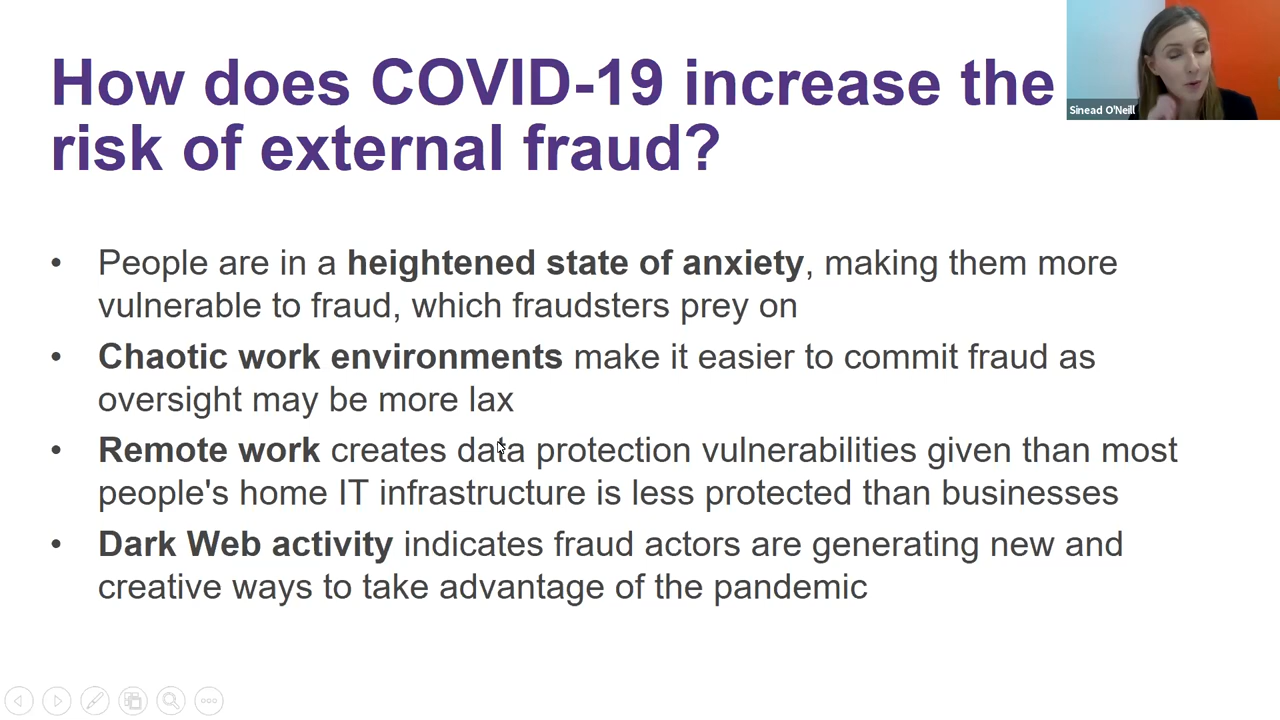 How does COVID-19 increase the
risk of external fraud?
Sinead O'Neill
• People are in a heightened state of anxiety, making them more
vulnerable to fraud, which fraudsters prey on
• Chaotic work environments make it easier to commit fraud as
oversight may be more lax
• Remote work creates data protection vulnerabilities given than most
people's home IT infrastructure is less protected than businesses
• Dark Web activity indicates fraud actors are generating new and
creative ways to take advantage of the pandemic